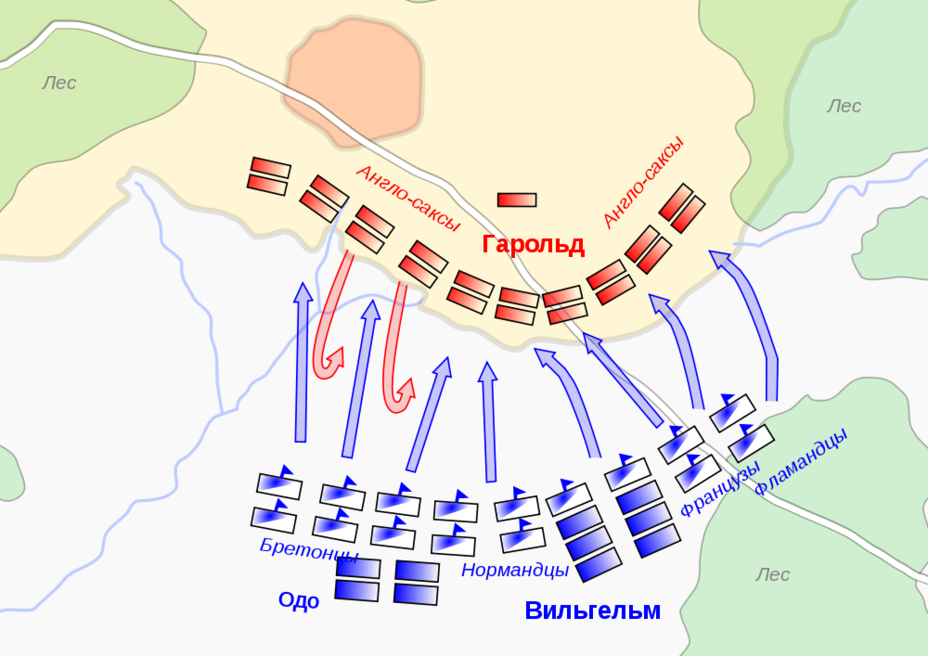 Лес
Лес
Англо-саксы
Англо-саксы
Гарольд
Французы
Фламандцы
Бретонцы
Нормандцы
Лес
Одо
Вильгельм